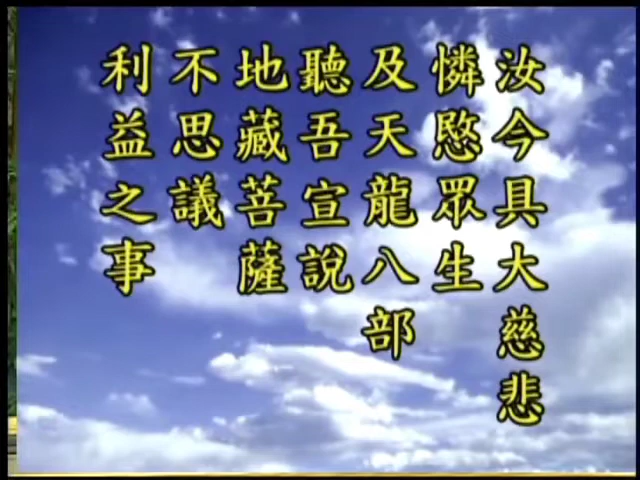 汝今具大慈悲
憐愍眾生
及天龍八部
聽吾宣說
地藏菩薩
不思議
利益之事